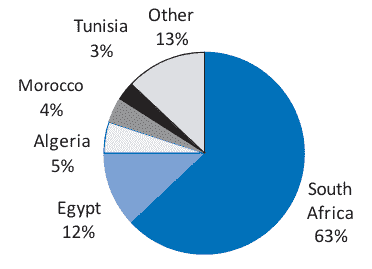 Tunisia
3%
Other
13%
Morocco
4%
Algeria
5%
Egypt
12%
South
Africa
63%